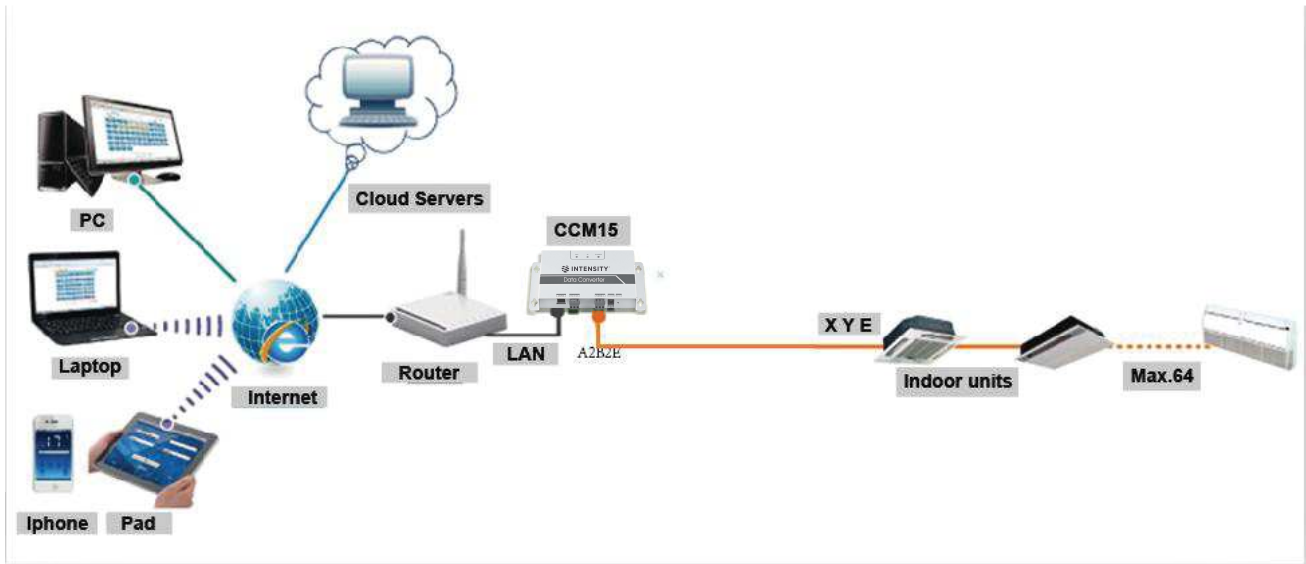 PC
Cloud Servers
CCM15
INTENSITY
Data Converter
Laptop
Internet
Router
LAN
A2B2E
X Y E
Indoor units
Max.64
Iphone
Pad